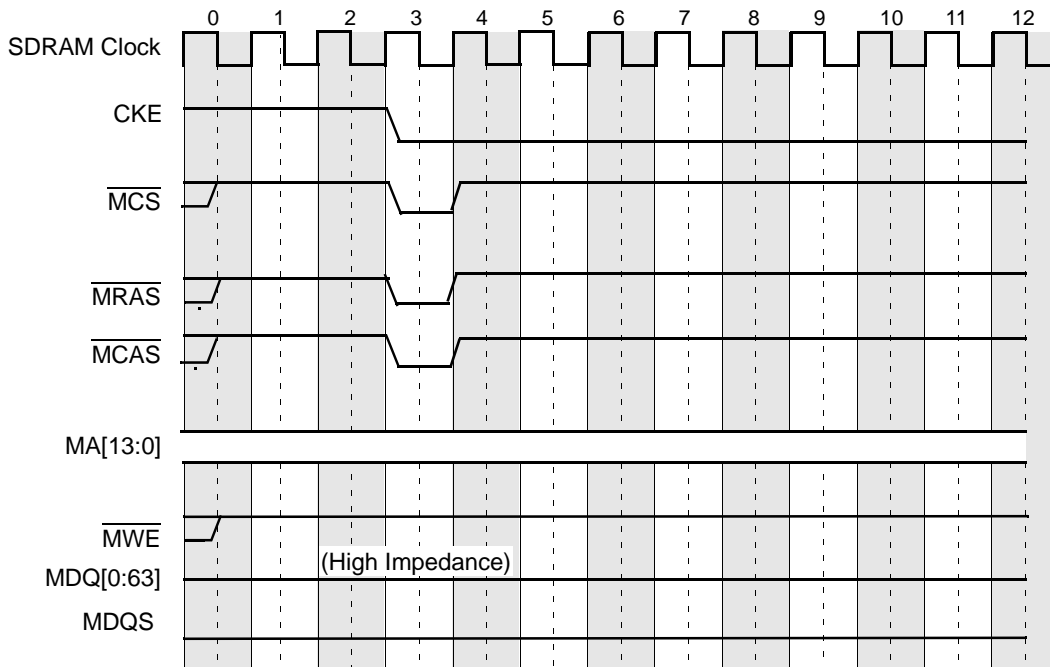 0 1 2 3 4 5 6 7 8 9 10 11 12
SDRAM Clock
CKE
MCS
MRAS
MCAS
MA[13:0]
MWE
(High Impedance)
MDQ[0:63]
MDQS